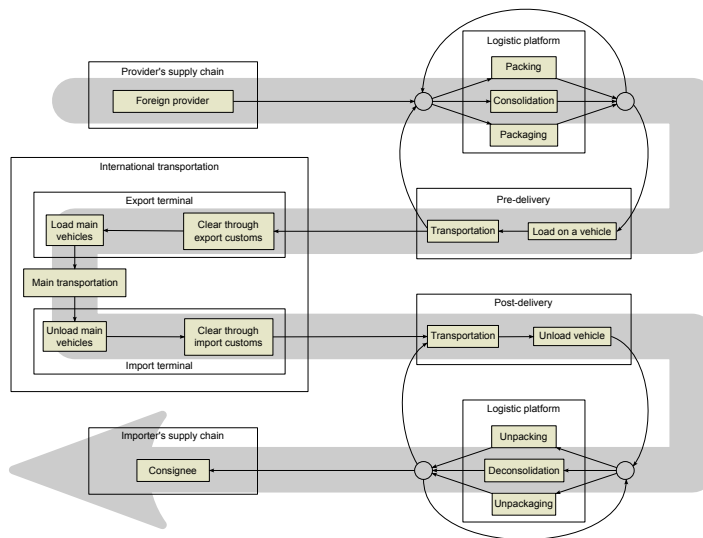 Logistic platform
Packing
Provider's supply chain
Foreign provider
Consolidation
Packaging
International transportation
Export terminal
Pre-delivery
Load main
vehicles
Clear through
export customs
Transportation
Load on a vehicle
Main transportation
Post-delivery
Unload main
vehicles
Clear through
import customs
Transportation
Unload vehicle
Import terminal
Logistic platform
Importer's supply chain
Unpacking
Consignee
Deconsolidation
Unpackaging